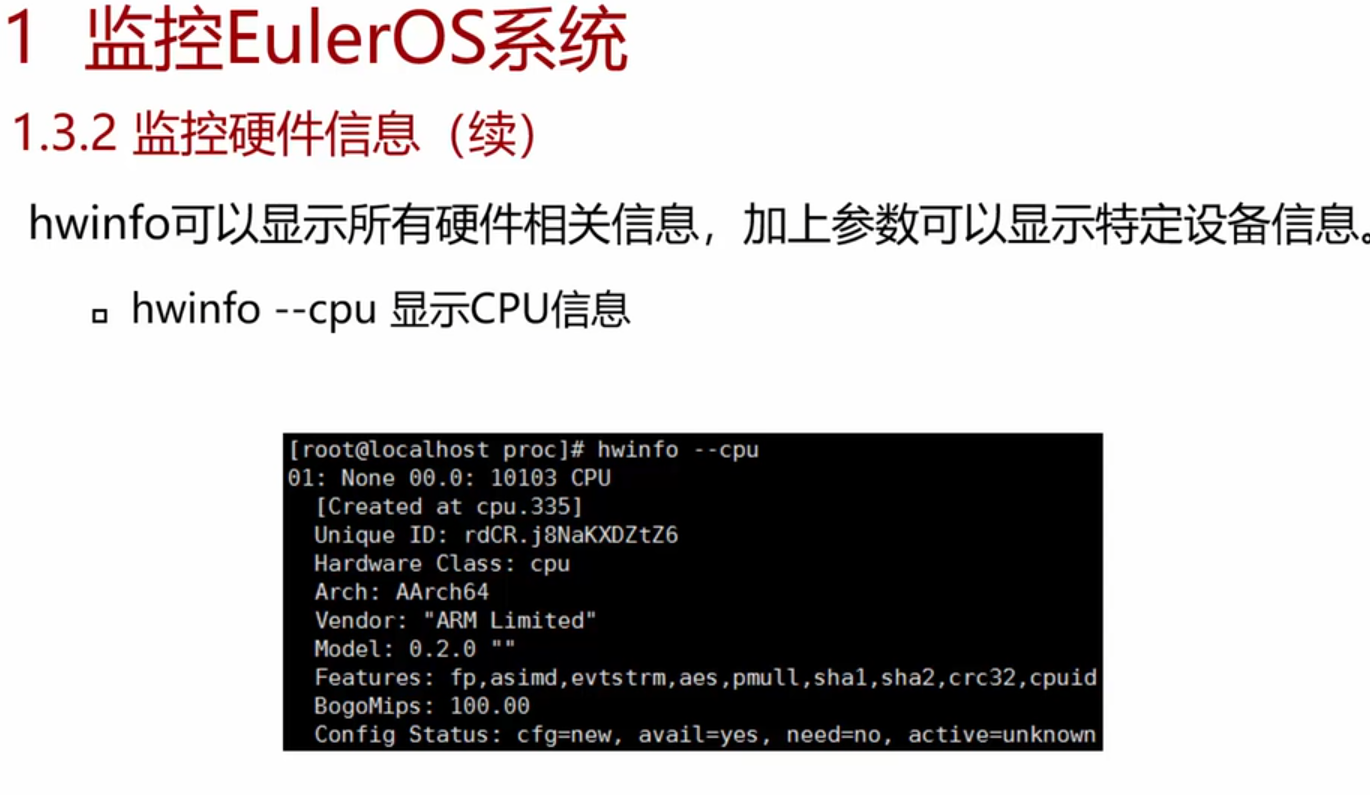 1 监控EulerOS系统
1.3.2 监控硬件信息（续）
hwinfo可以显示所有硬件相关信息，加上参数可以显示特定设备信息。
hwinfo --cpu 显示CPU信息
[root@localhost proc]# hwinfo --cpu
01: None 00.0: 10103 CPU
[Created at cpu.335]
Unique ID: rdCR.j8NaKXDZtZ6
Hardware Class: cpu
Arch: AArch64
Vendor: "ARM Limited"
Model: 0.2.0 ""
Features: fp,asimd,evtstrm,aes,pmull,sha1,sha2,crc32,cpuid
BogoMips: 100.00
Config Status: cfg=new, avail=yes, need=no, active=unknown